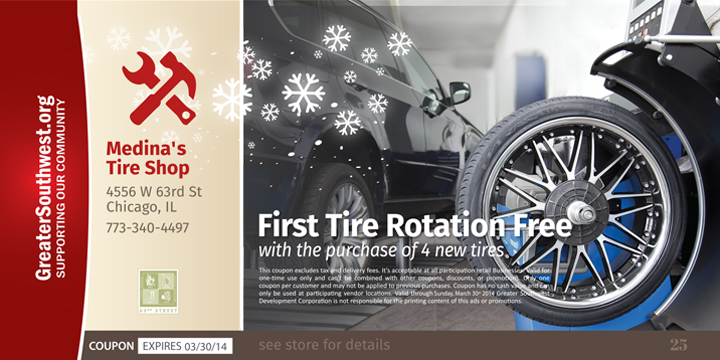 GreaterSouthwest.org
SUPPORTING OUR COMMUNITY
Medina's
Tire Shop
4556 W 63rd St
Chicago, IL
773-340-4497
63RD STREET
First Tire Rotation Free
with the purchase of 4 new tires.
This coupon excludes tax and delivery fees. It's acceptable at all participation retail Businesses. Valid for
one-time use only and can't be combined with other coupons, discounts, or promotions. Only one
coupon per customer and may not be applied to previous purchases. Coupon has no cash value and can
only be used at participating vendor locations. Valid through Sunday, March 30th 2014 Greater Southwest
Development Corporation is not responsible for the printing content of this ads or promotions.
COUPON EXPIRES 03/30/14
see store for details
25